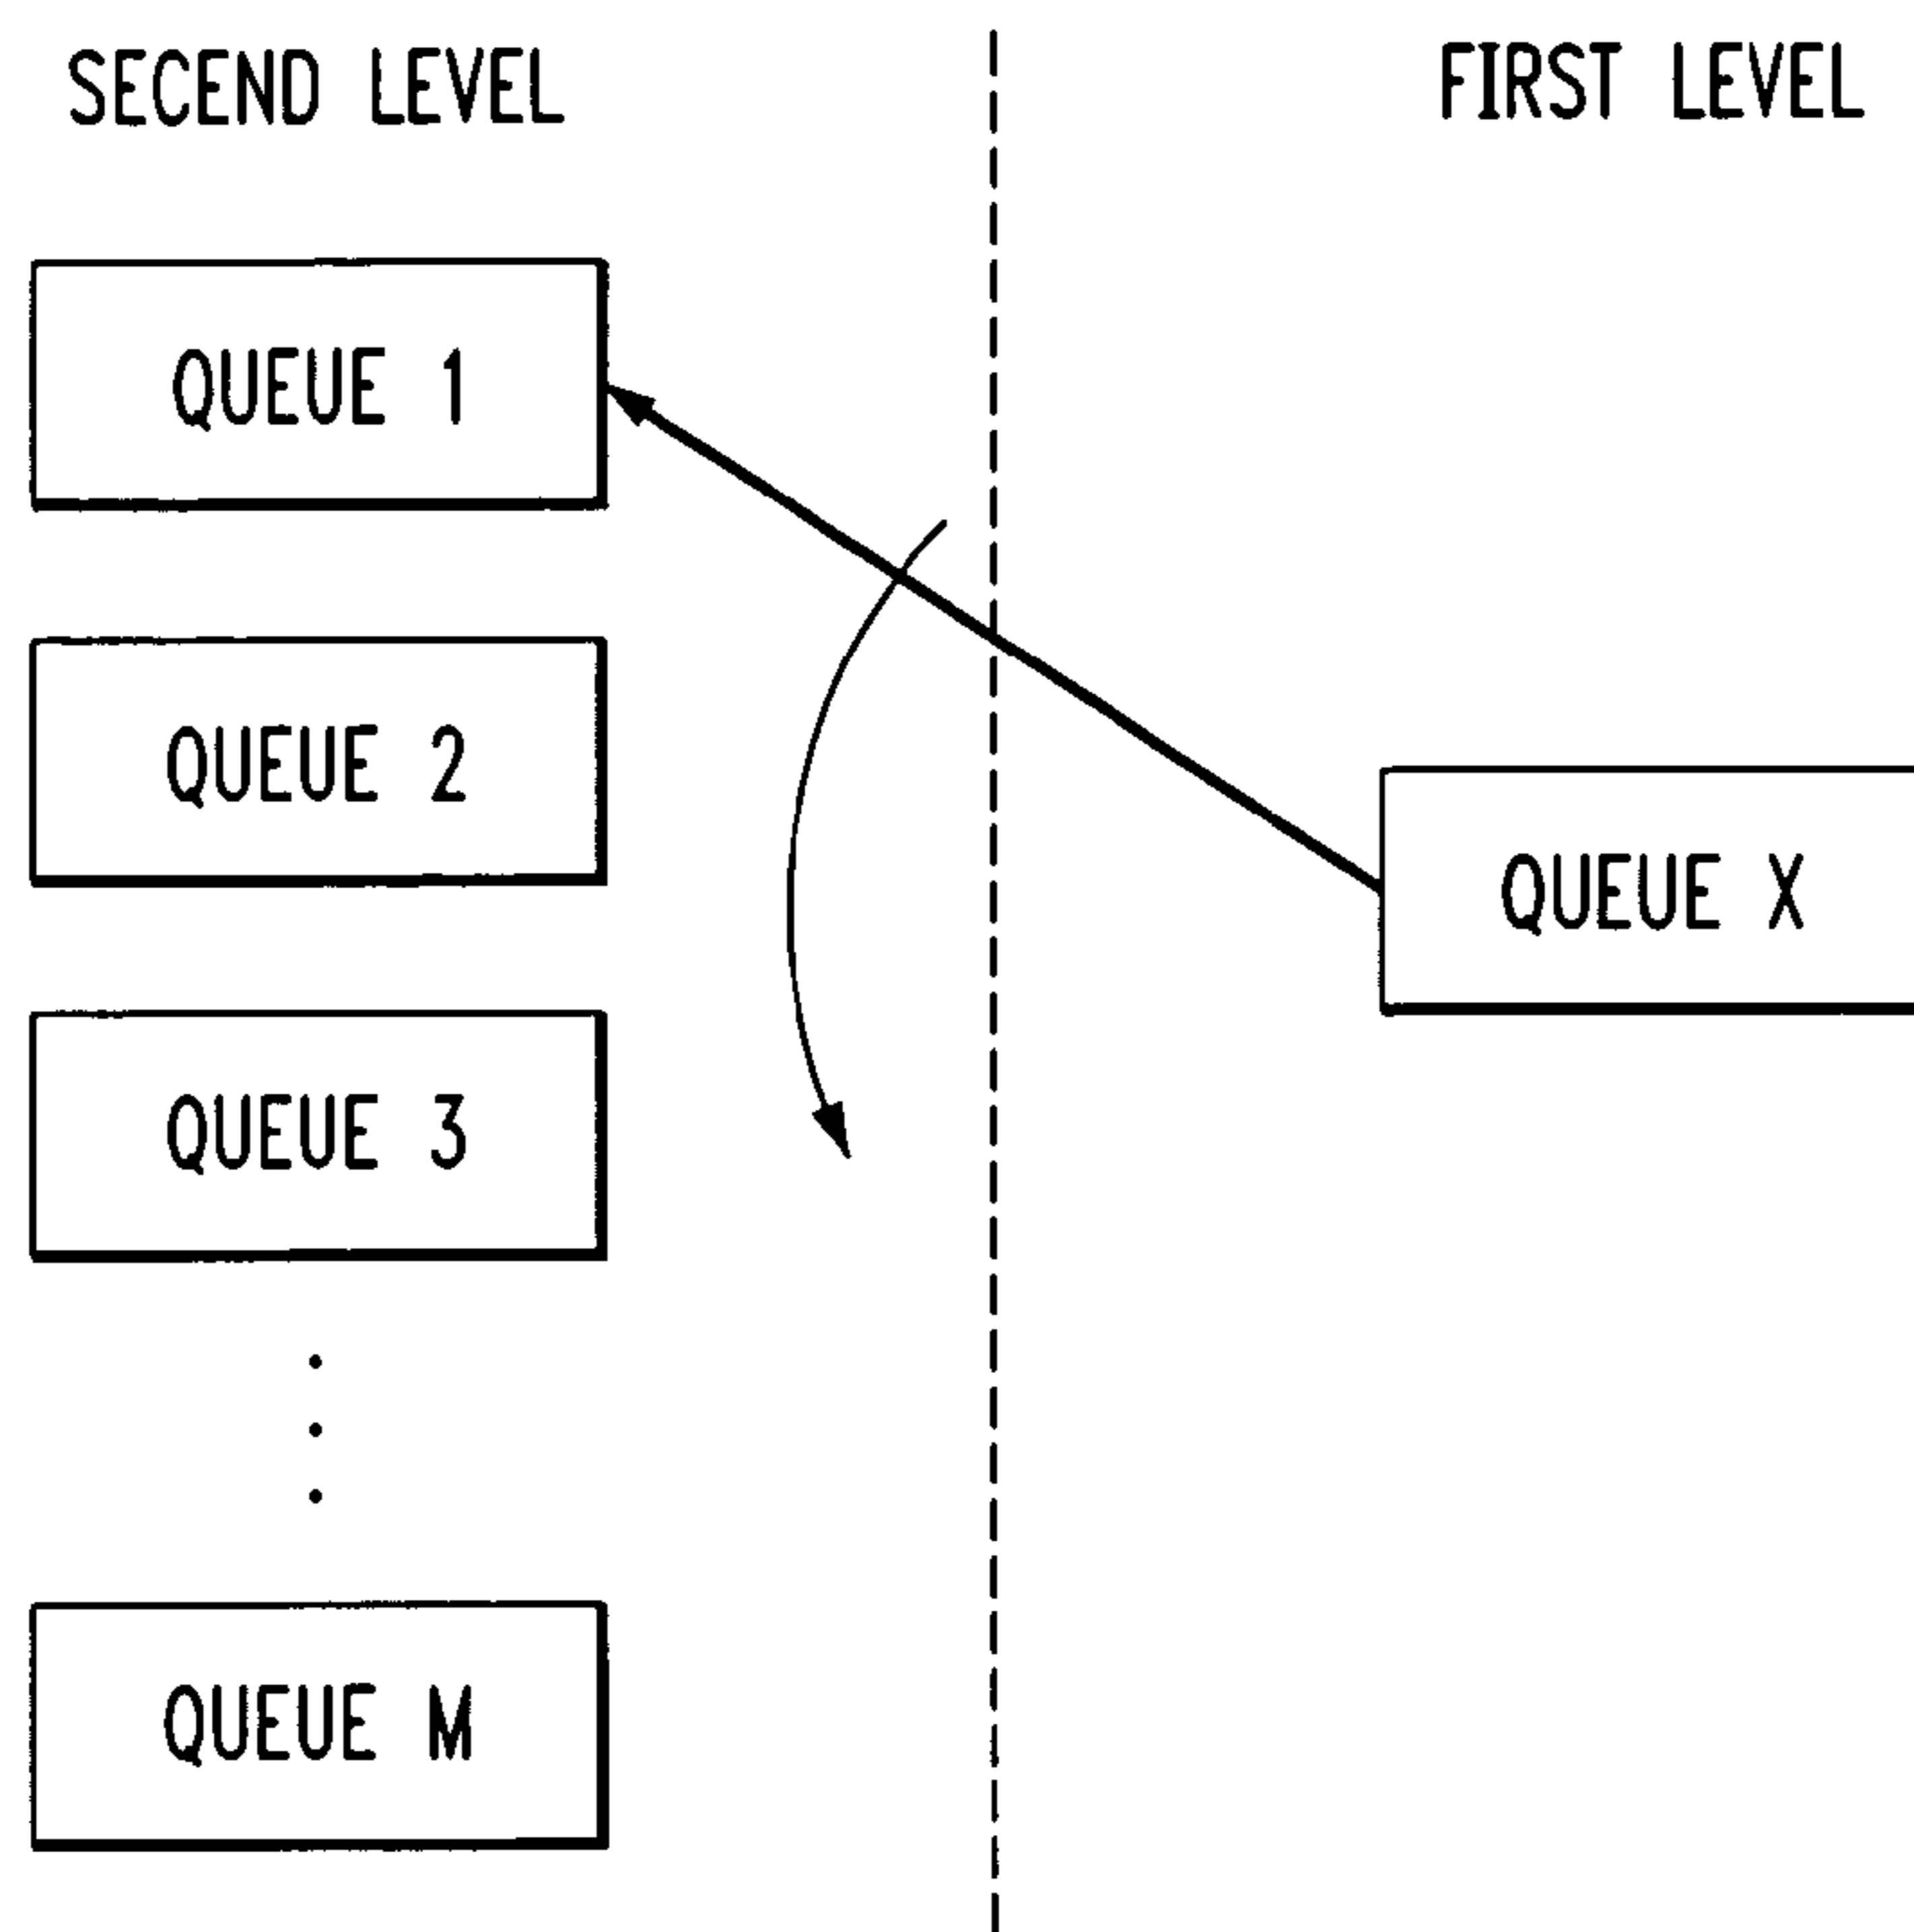 SECEND LEVEL
FIRST LEVEL
QUEUE 1
QUEUE 2
QUEUE X
QUEUE 3
QUEUE M